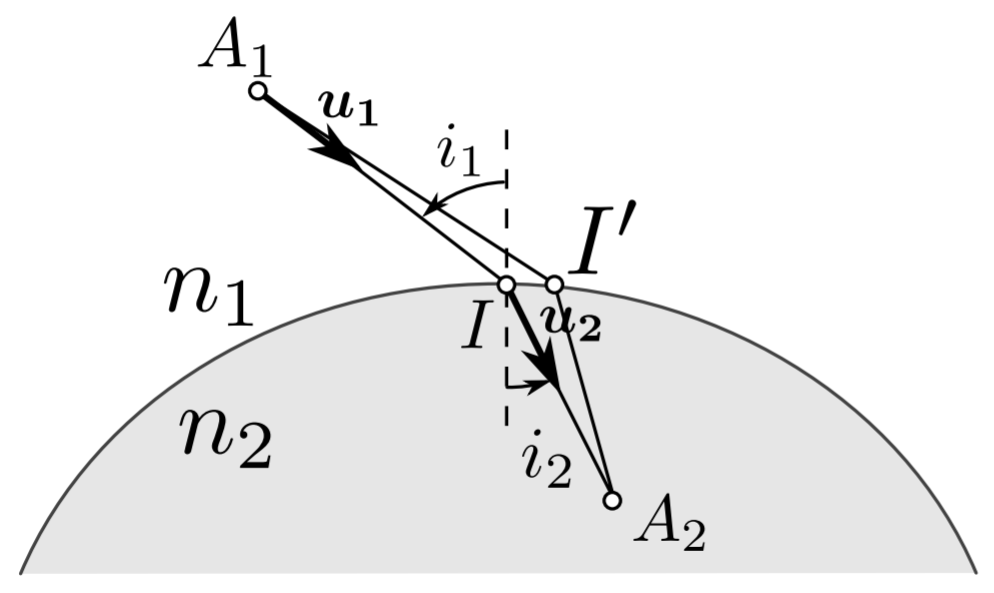 A₁
u₁
i₁
I′
n₁
I
u₂
n₂
i₂
A₂